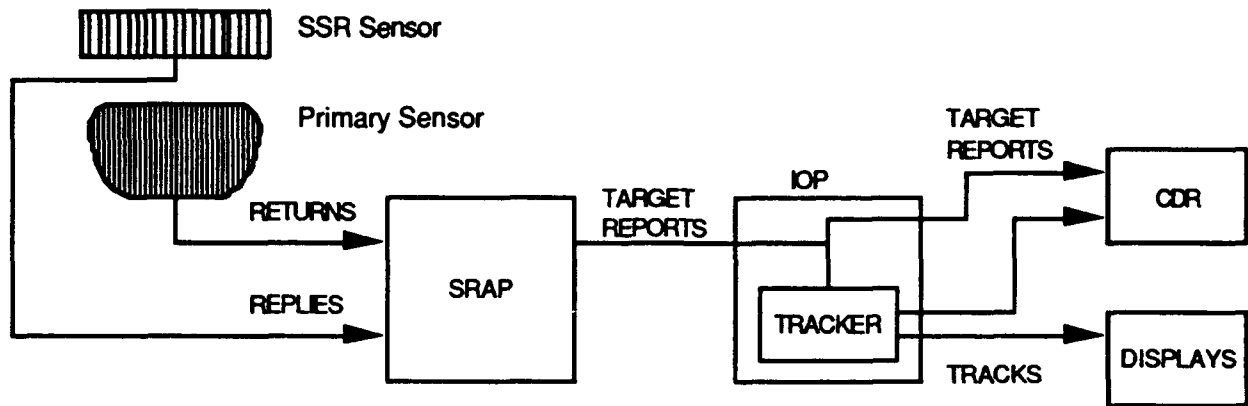 SSR Sensor
Primary Sensor
RETURNS
REPLIES
SRAP
TARGET
REPORTS
IOP
TRACKER
TARGET
REPORTS
CDR
TRACKS
DISPLAYS